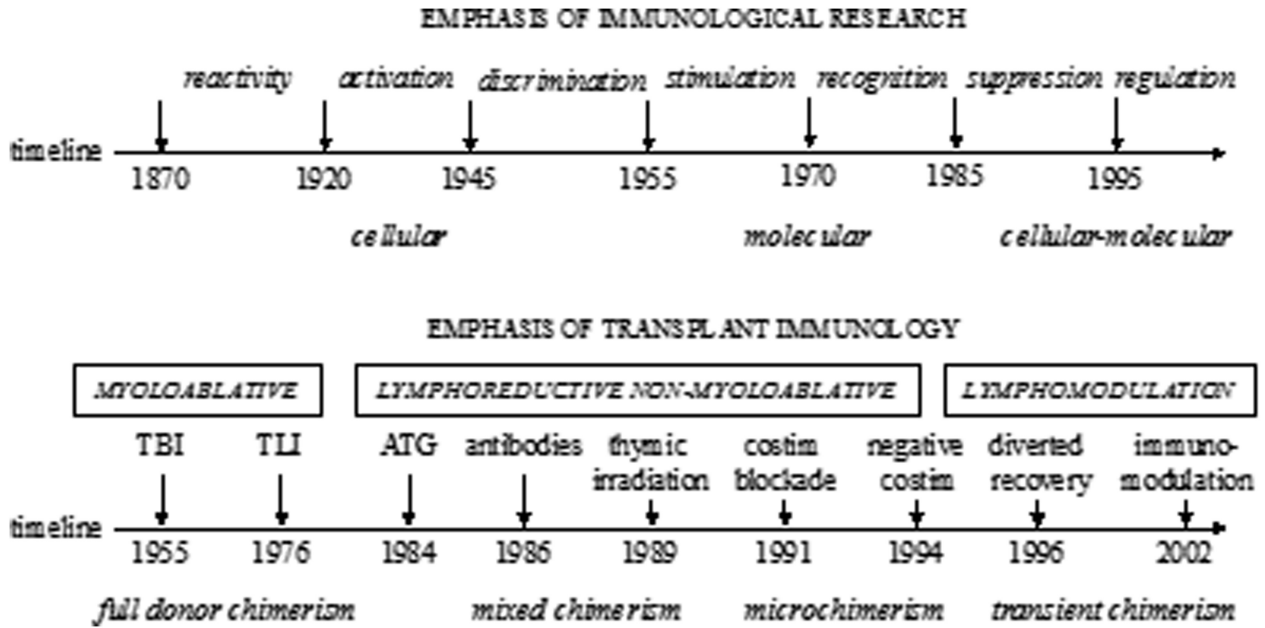 EMPHASIS OF IMMUNOLOGICAL RESEARCH
reactivity activation discrimination stimulation recognition suppression regulation
timeline
1870 1920 1945 1955 1970 1985 1995
cellular molecular cellular-molecular
EMPHASIS OF TRANSPLANT IMMUNOLOGY
MYOLOABLATIVE LYMPHOREDUCTIVE NON-MYOLOABLATIVE LYMPHOMODULATION
TBI TLI ATG antibodies thymic costim negative diverted immuno-
irradiation blockade costim recovery modulation
timeline
1955 1976 1984 1986 1989 1991 1994 1996 2002
full donor chimerism mixed chimerism microchimerism transient chimerism